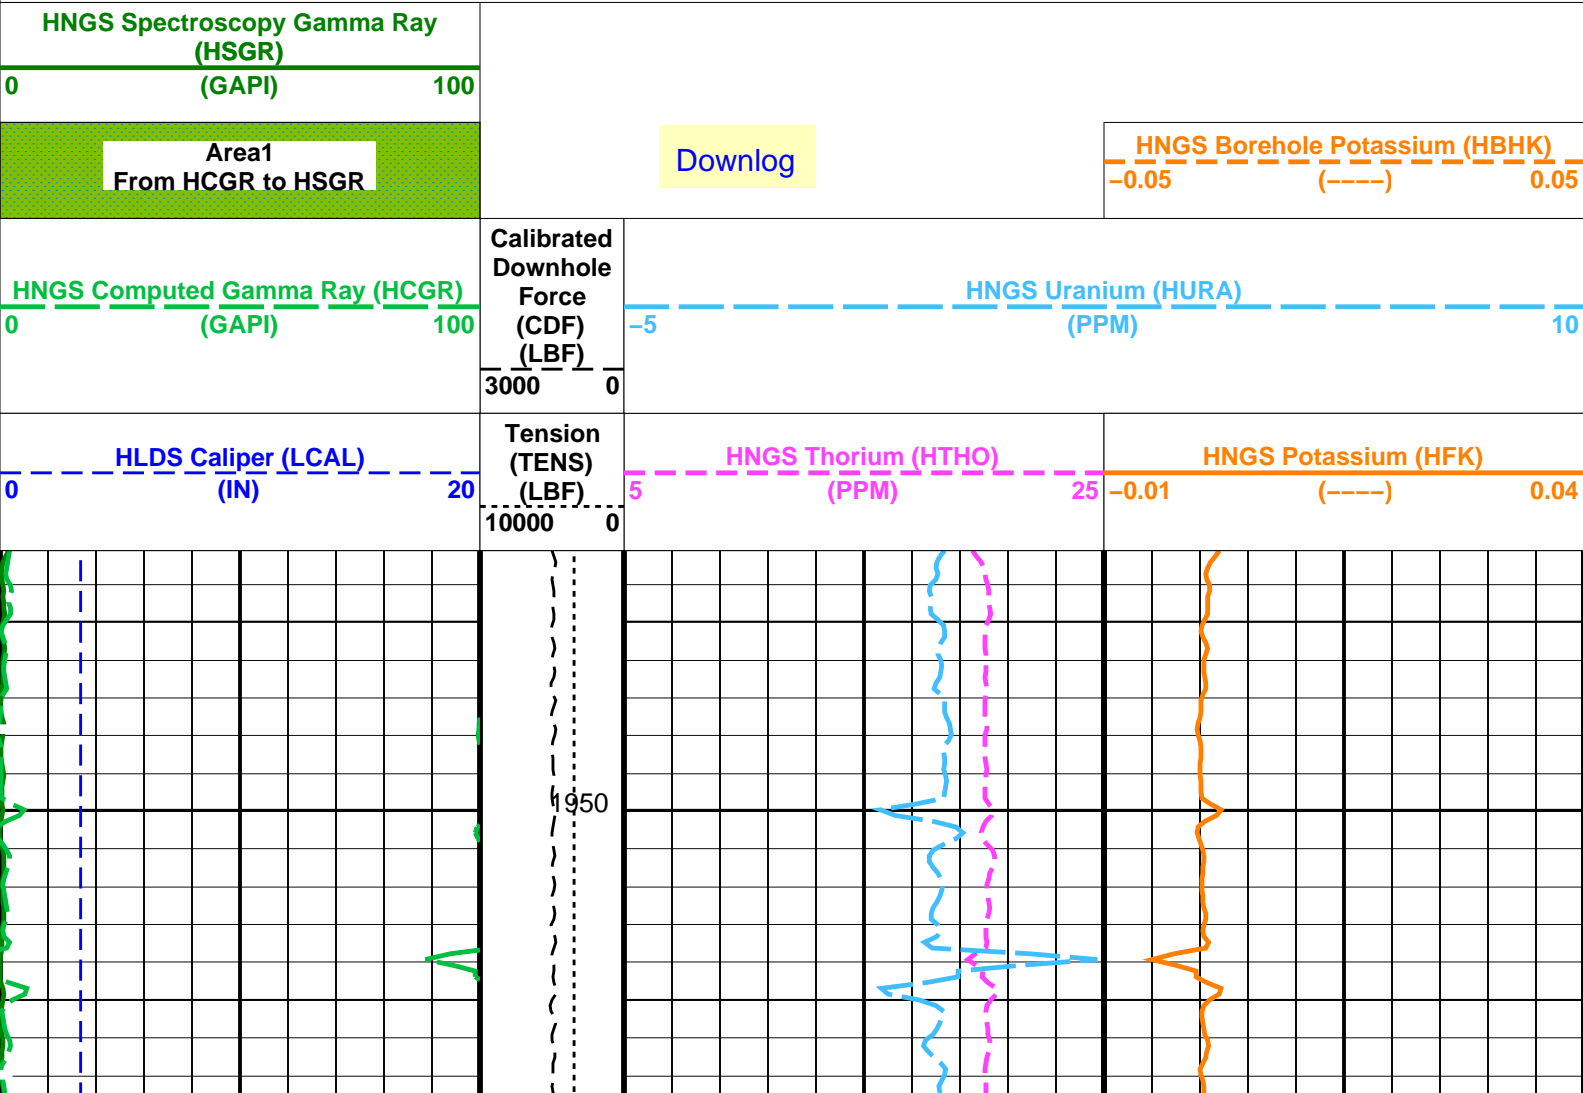 HNGS Spectroscopy Gamma Ray
(HSGR)
0 (GAPI) 100
Area1
From HCGR to HSGR
Downlog
HNGS Borehole Potassium (HBHK)
−0.05 (−−−−) 0.05
HNGS Computed Gamma Ray (HCGR)
0 (GAPI) 100
Calibrated
Downhole
Force
(CDF)
(LBF)
3000 0
HNGS Uranium (HURA)
−5 (PPM) 10
HLDS Caliper (LCAL)
0 (IN) 20
Tension
(TENS)
(LBF)
10000 0
HNGS Thorium (HTHO)
5 (PPM) 25
HNGS Potassium (HFK)
−0.01 (−−−−) 0.04
1950